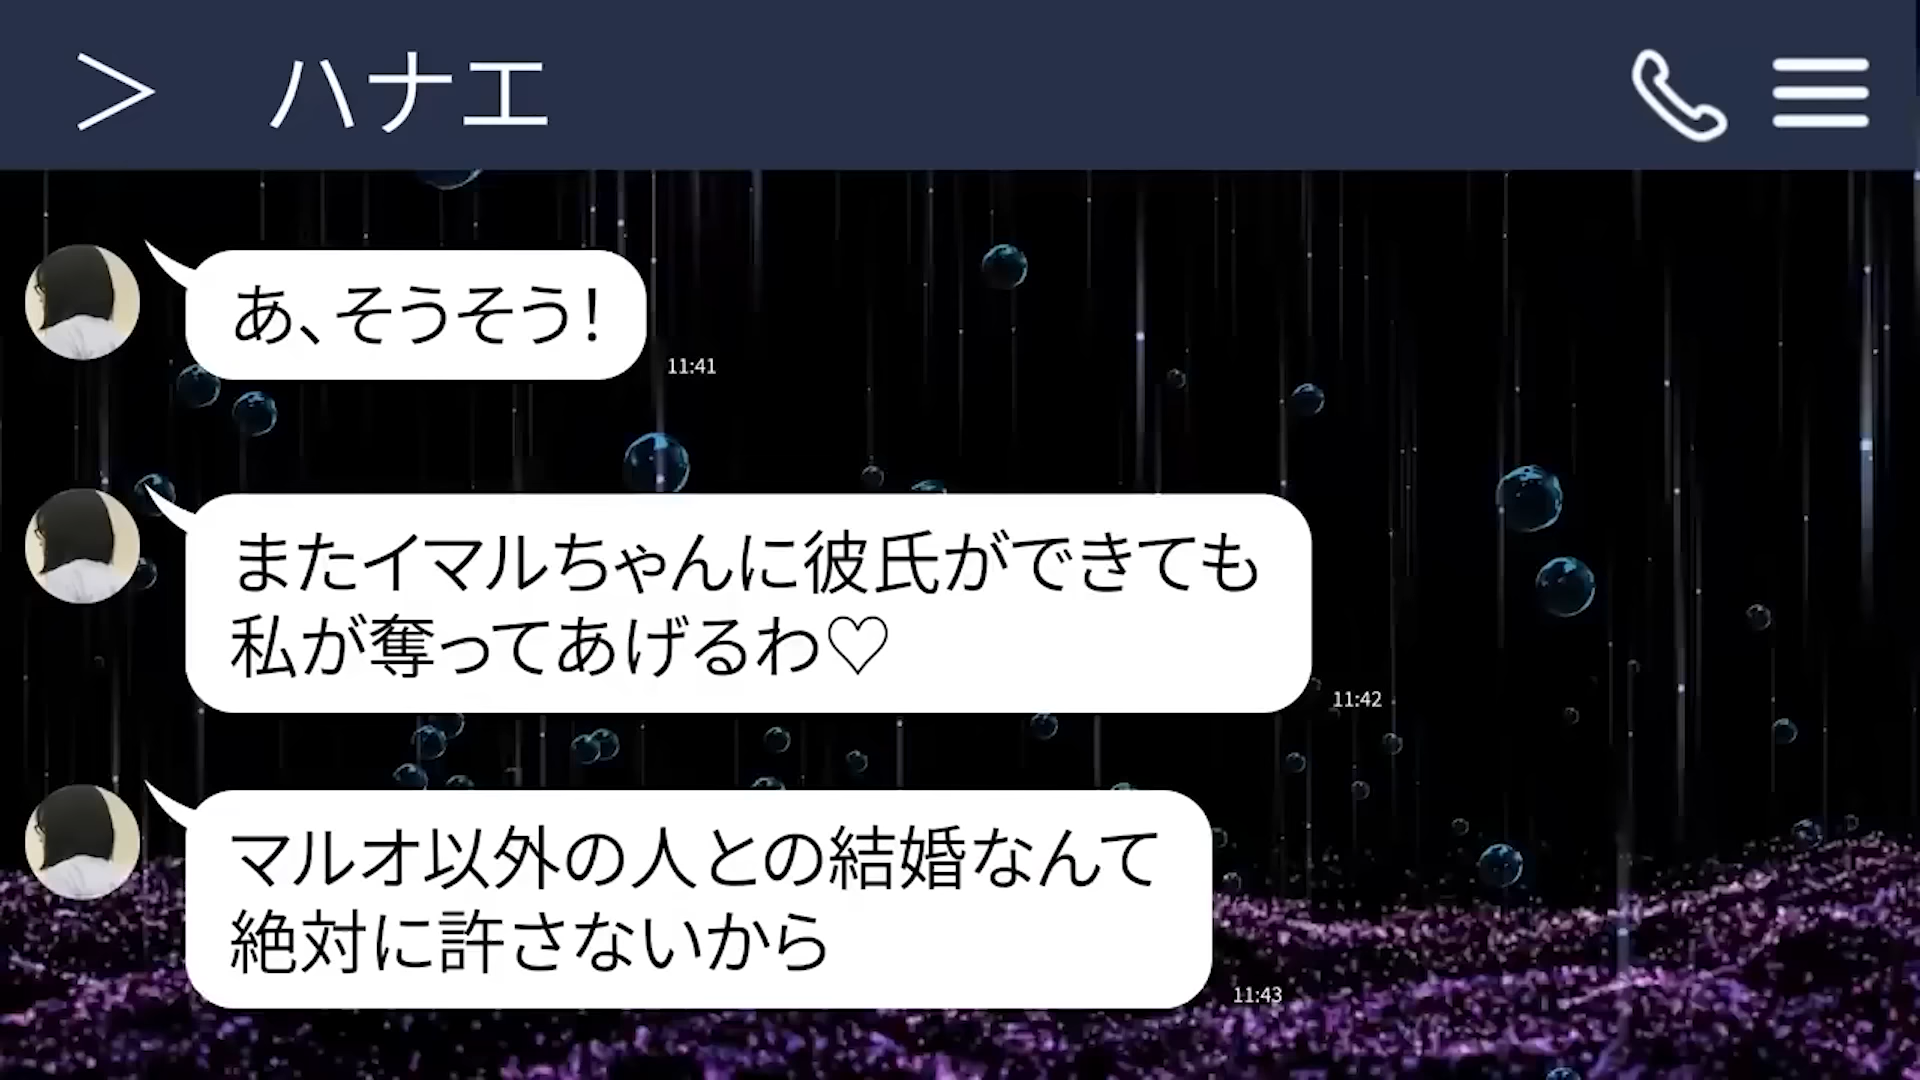 ＞ ハナエ
あ、そうそう！
11:41
またイマルちゃんに彼氏ができても
私が奪ってあげるわ♡
11:42
マルオ以外の人との結婚なんて
絶対に許さないから
11:43